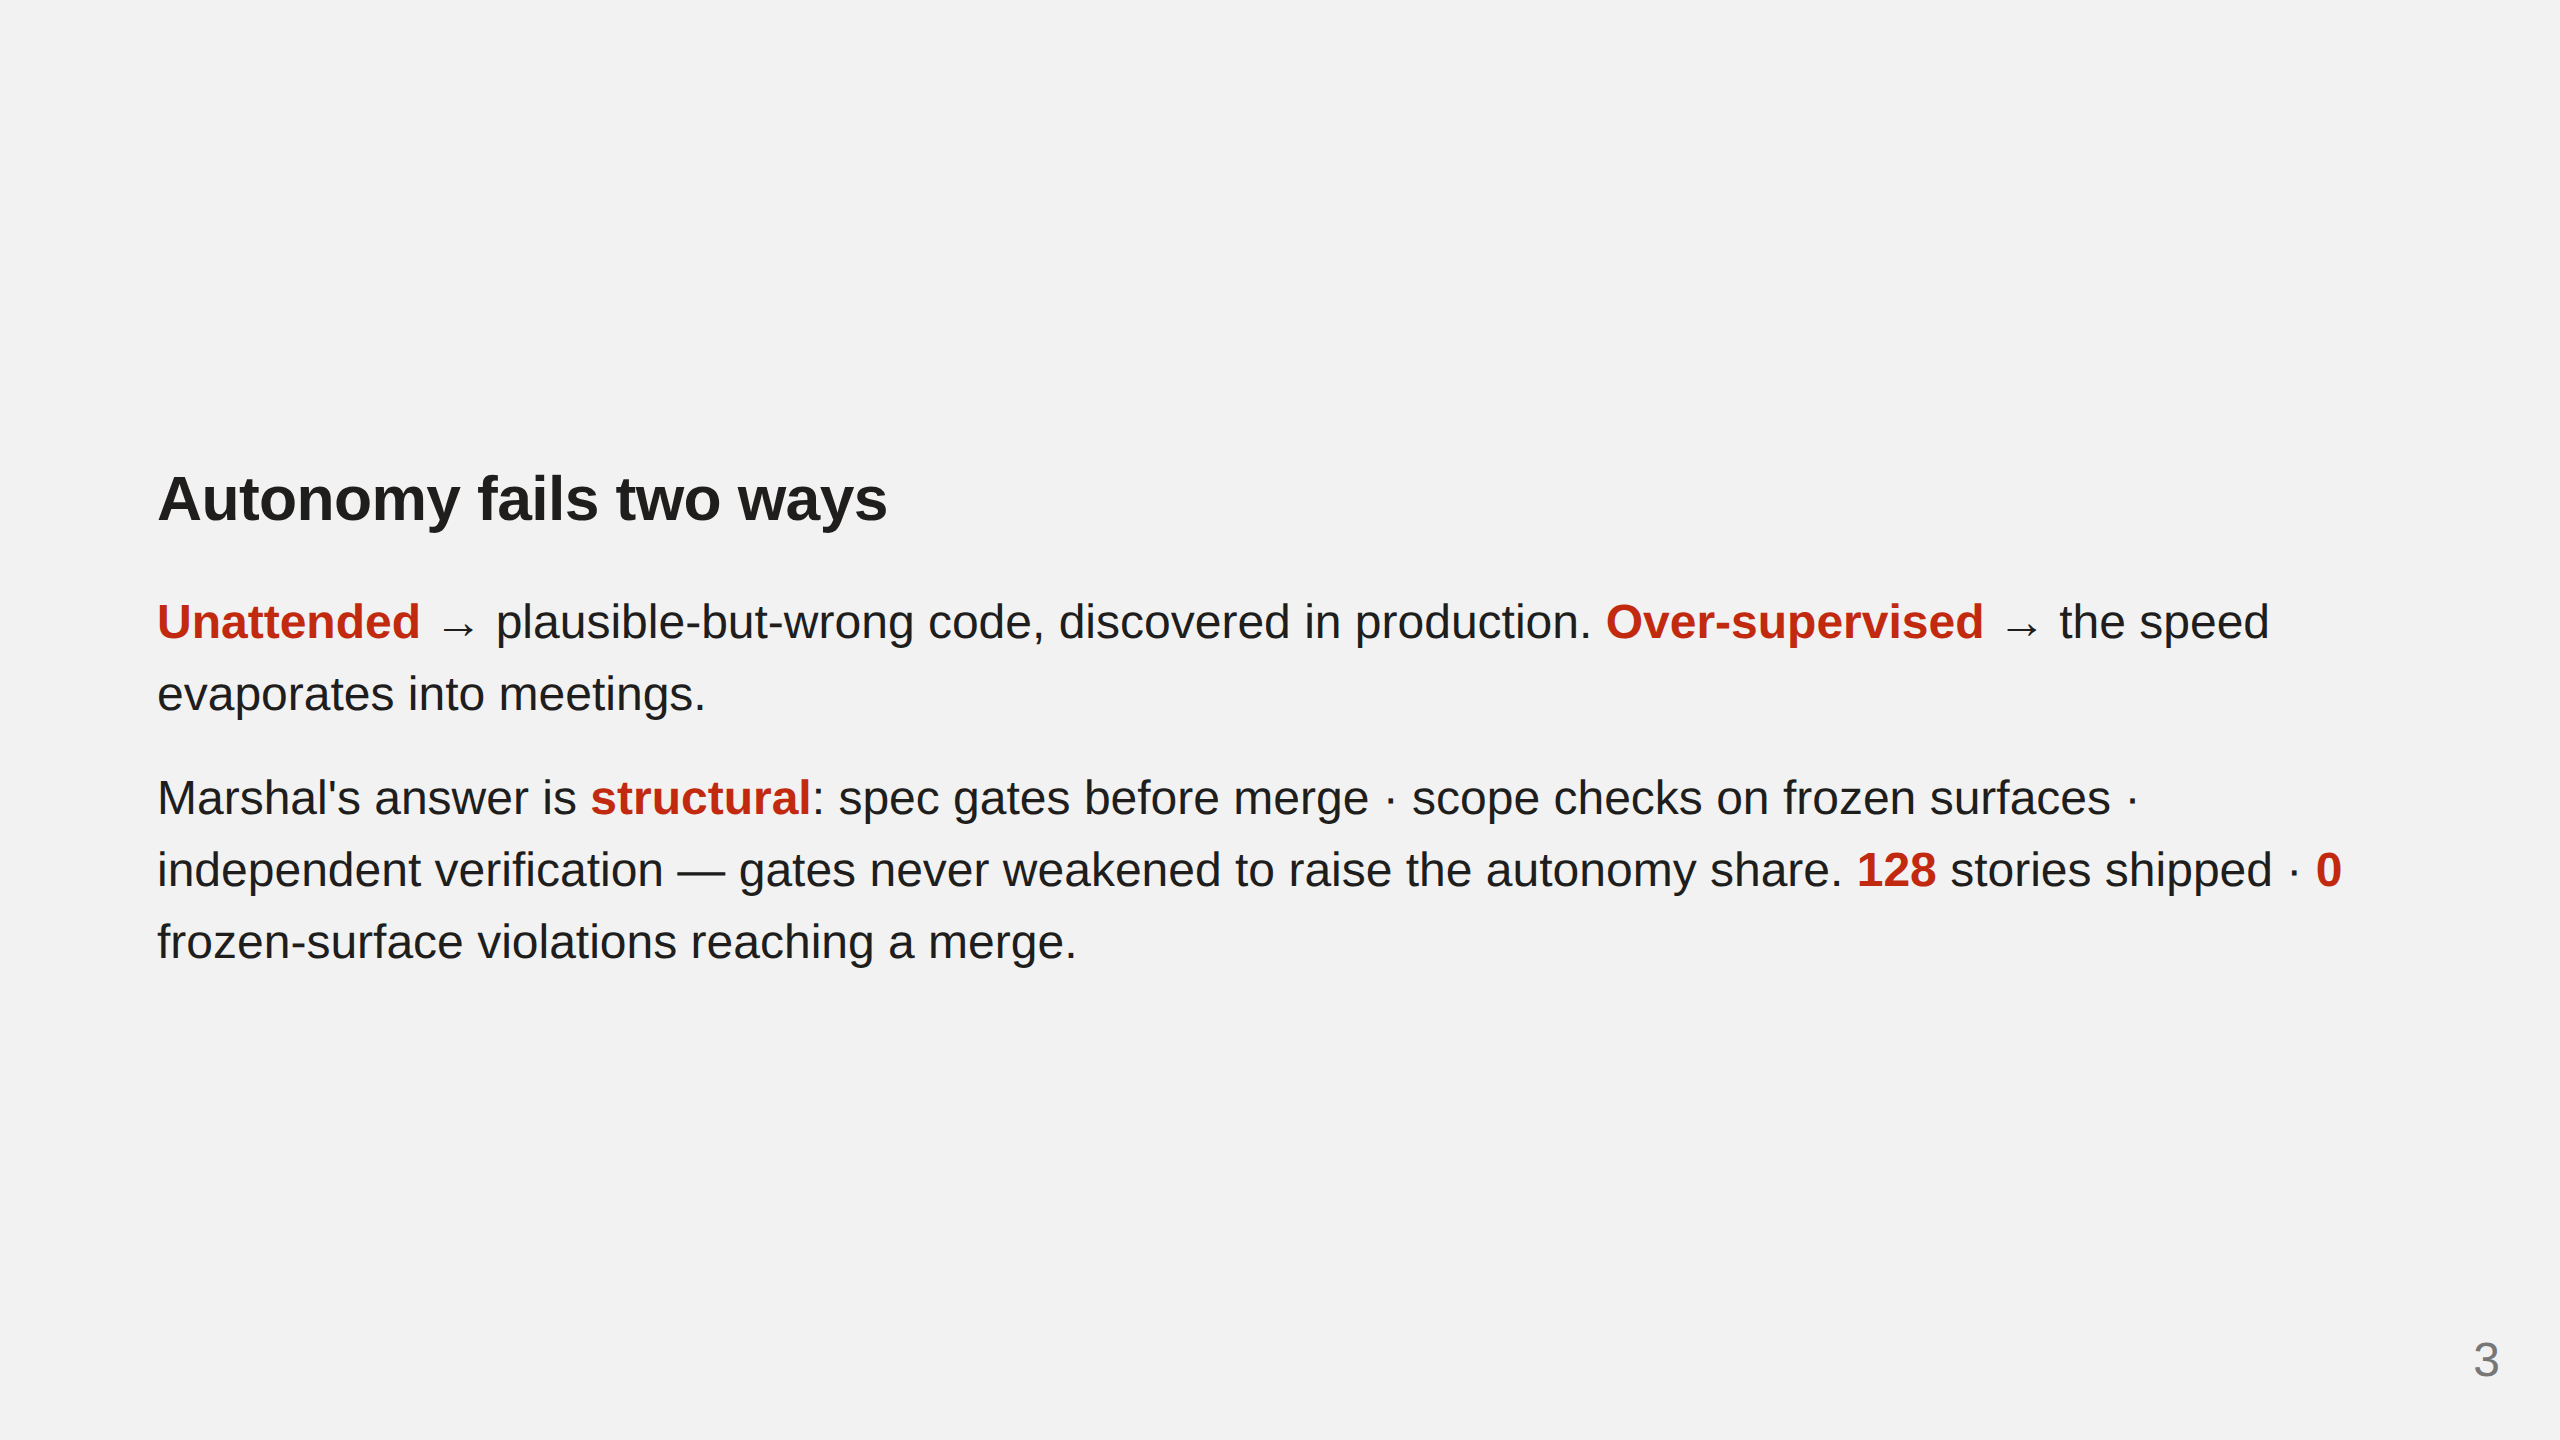 Autonomy fails two ways
Unattended → plausible-but-wrong code, discovered in production. Over-supervised → the speed
evaporates into meetings.
Marshal's answer is structural: spec gates before merge · scope checks on frozen surfaces ·
independent verification — gates never weakened to raise the autonomy share. 128 stories shipped · 0
frozen-surface violations reaching a merge.
3